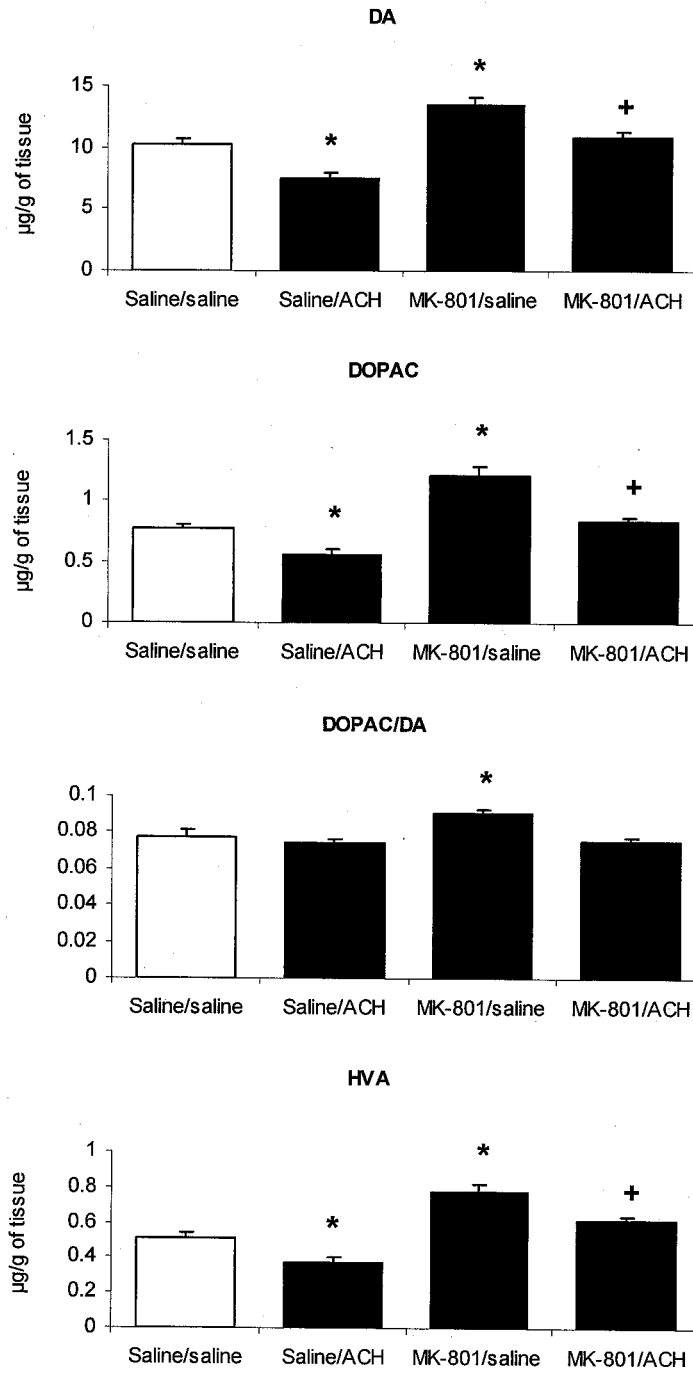 DA
*
*
+
15
10
5
0
µg/g of tissue
Saline/saline Saline/ACH MK-801/saline MK-801/ACH
DOPAC
*
*
+
1.5
1
0.5
0
µg/g of tissue
Saline/saline Saline/ACH MK-801/saline MK-801/ACH
DOPAC/DA
*
0.1
0.08
0.06
0.04
0.02
0
Saline/saline Saline/ACH MK-801/saline MK-801/ACH
HVA
*
*
+
1
0.8
0.6
0.4
0.2
0
µg/g of tissue
Saline/saline Saline/ACH MK-801/saline MK-801/ACH